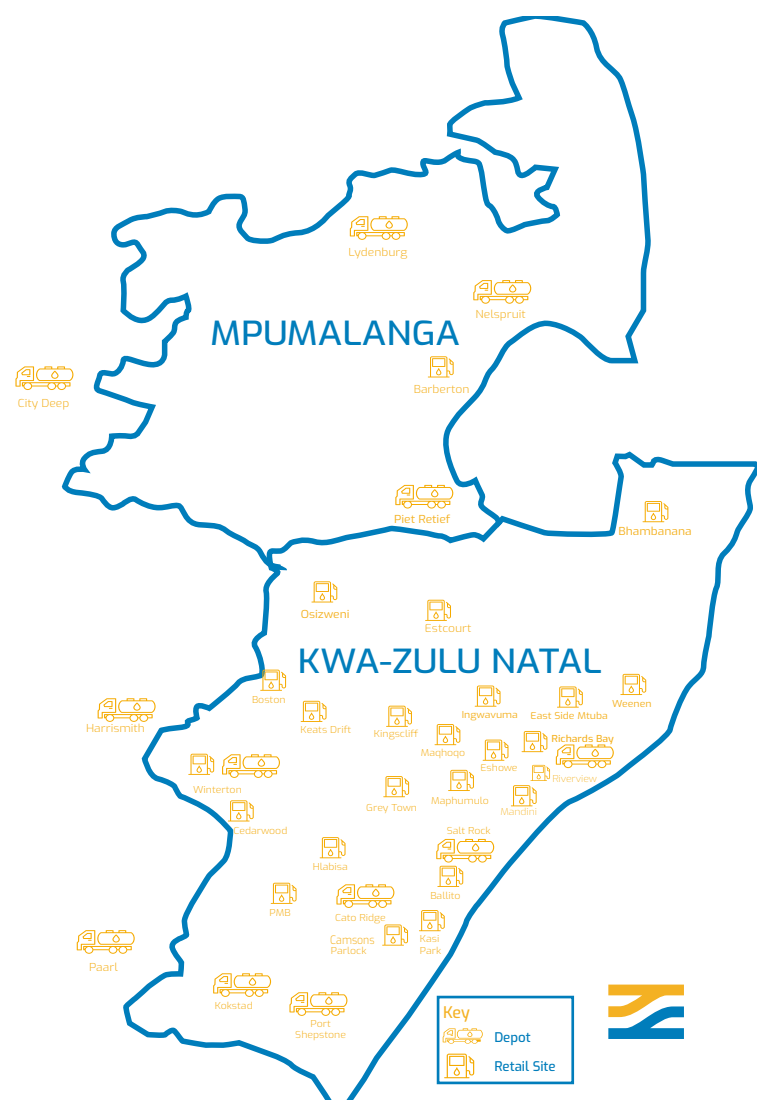 Lydenburg
Nelspruit
MPUMALANGA
Barberton
City Deep
Piet Retief
Bhambanana
Osizweni
Estcourt
KWA-ZULU NATAL
Boston
Weenen
Ingwavuma
East Side Mtuba
Harrismith
Keats Drift
Kingscliff
Richards Bay
Maqhoqo
Eshowe
Riverview
Winterton
Maphumulo
Grey Town
Mandini
Cedarwood
Salt Rock
Hlabisa
Ballito
PMB
Cato Ridge
Camsons
Parlock
Kasi
Park
Paarl
Kokstad
Port
Shepstone
Key
Depot
Retail Site